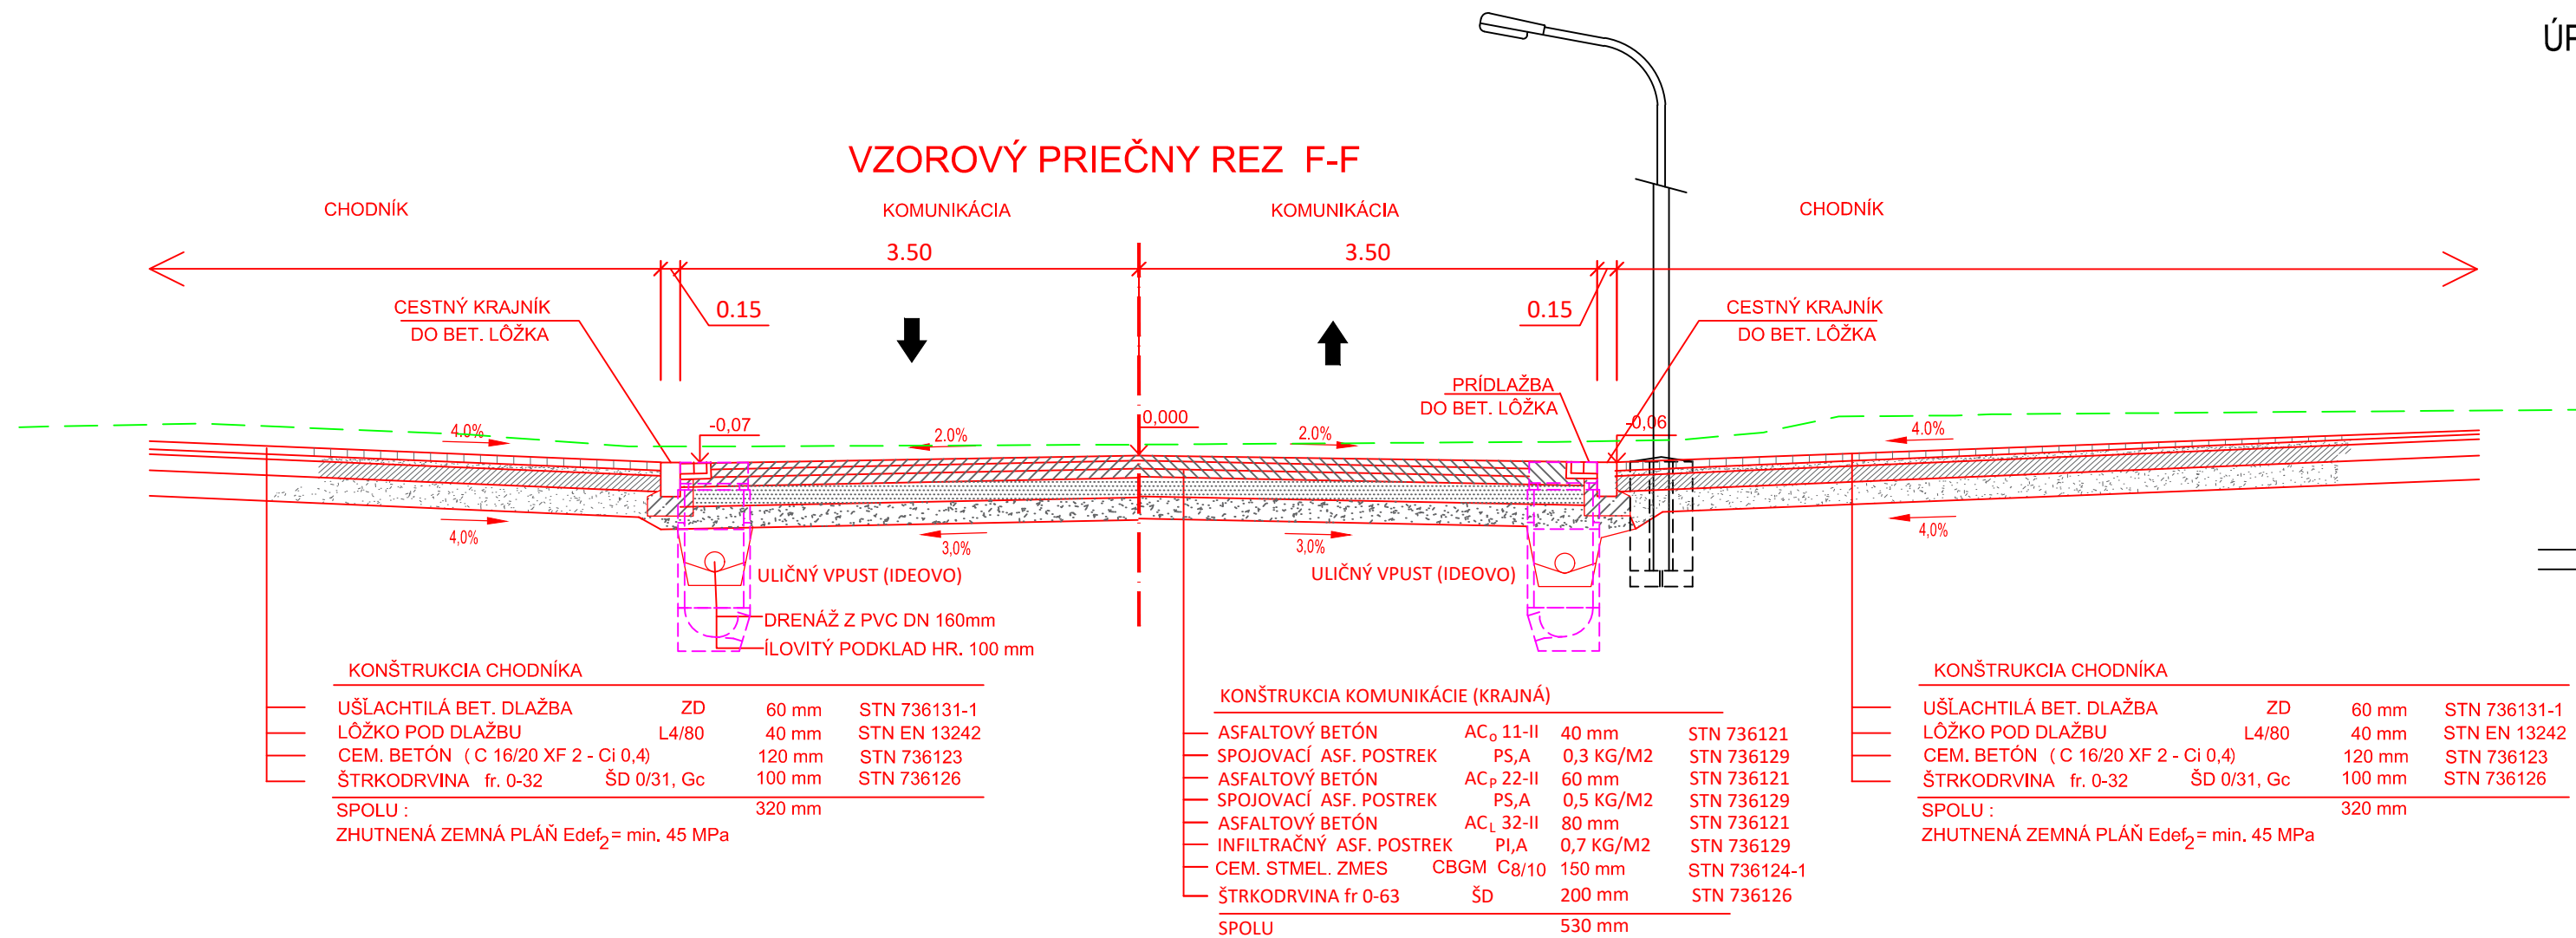 VZOROVÝ PRIEČNY REZ F-F
CHODNÍK
KOMUNIKÁCIA
KOMUNIKÁCIA
CHODNÍK
3.50
3.50
CESTNÝ KRAJNÍK
DO BET. LÔŽKA
0.15
0.15
CESTNÝ KRAJNÍK
DO BET. LÔŽKA
PRÍDLAŽBA
DO BET. LÔŽKA
4.0%
-0,07
2.0%
0,000
2.0%
-0,06
4.0%
4,0%
3,0%
3,0%
4,0%
ULIČNÝ VPUST (IDEOVO)
ULIČNÝ VPUST (IDEOVO)
DRENÁŽ Z PVC DN 160mm
ÍLOVITÝ PODKLAD HR. 100 mm
KONŠTRUKCIA CHODNÍKA
UŠĽACHTILÁ BET. DLAŽBA ZD 60 mm STN 736131-1
LÔŽKO POD DLAŽBU L4/80 40 mm STN EN 13242
CEM. BETÓN ( C 16/20 XF 2 - Ci 0,4) 120 mm STN 736123
ŠTRKODRVINA fr. 0-32 ŠD 0/31, Gc 100 mm STN 736126
SPOLU : 320 mm
ZHUTNENÁ ZEMNÁ PLÁŇ Edef2= min. 45 MPa
KONŠTRUKCIA KOMUNIKÁCIE (KRAJNÁ)
ASFALTOVÝ BETÓN ACO 11-II 40 mm STN 736121
SPOJOVACÍ ASF. POSTREK PS,A 0,3 KG/M2 STN 736129
ASFALTOVÝ BETÓN ACP 22-II 60 mm STN 736121
SPOJOVACÍ ASF. POSTREK PS,A 0,5 KG/M2 STN 736129
ASFALTOVÝ BETÓN ACL 32-II 80 mm STN 736121
INFILTRAČNÝ ASF. POSTREK PI,A 0,7 KG/M2 STN 736129
CEM. STMEL. ZMES CBGM C8/10 150 mm STN 736124-1
ŠTRKODRVINA fr 0-63 ŠD 200 mm STN 736126
SPOLU 530 mm
KONŠTRUKCIA CHODNÍKA
UŠĽACHTILÁ BET. DLAŽBA ZD 60 mm STN 736131-1
LÔŽKO POD DLAŽBU L4/80 40 mm STN EN 13242
CEM. BETÓN ( C 16/20 XF 2 - Ci 0,4) 120 mm STN 736123
ŠTRKODRVINA fr. 0-32 ŠD 0/31, Gc 100 mm STN 736126
SPOLU : 320 mm
ZHUTNENÁ ZEMNÁ PLÁŇ Edef2= min. 45 MPa